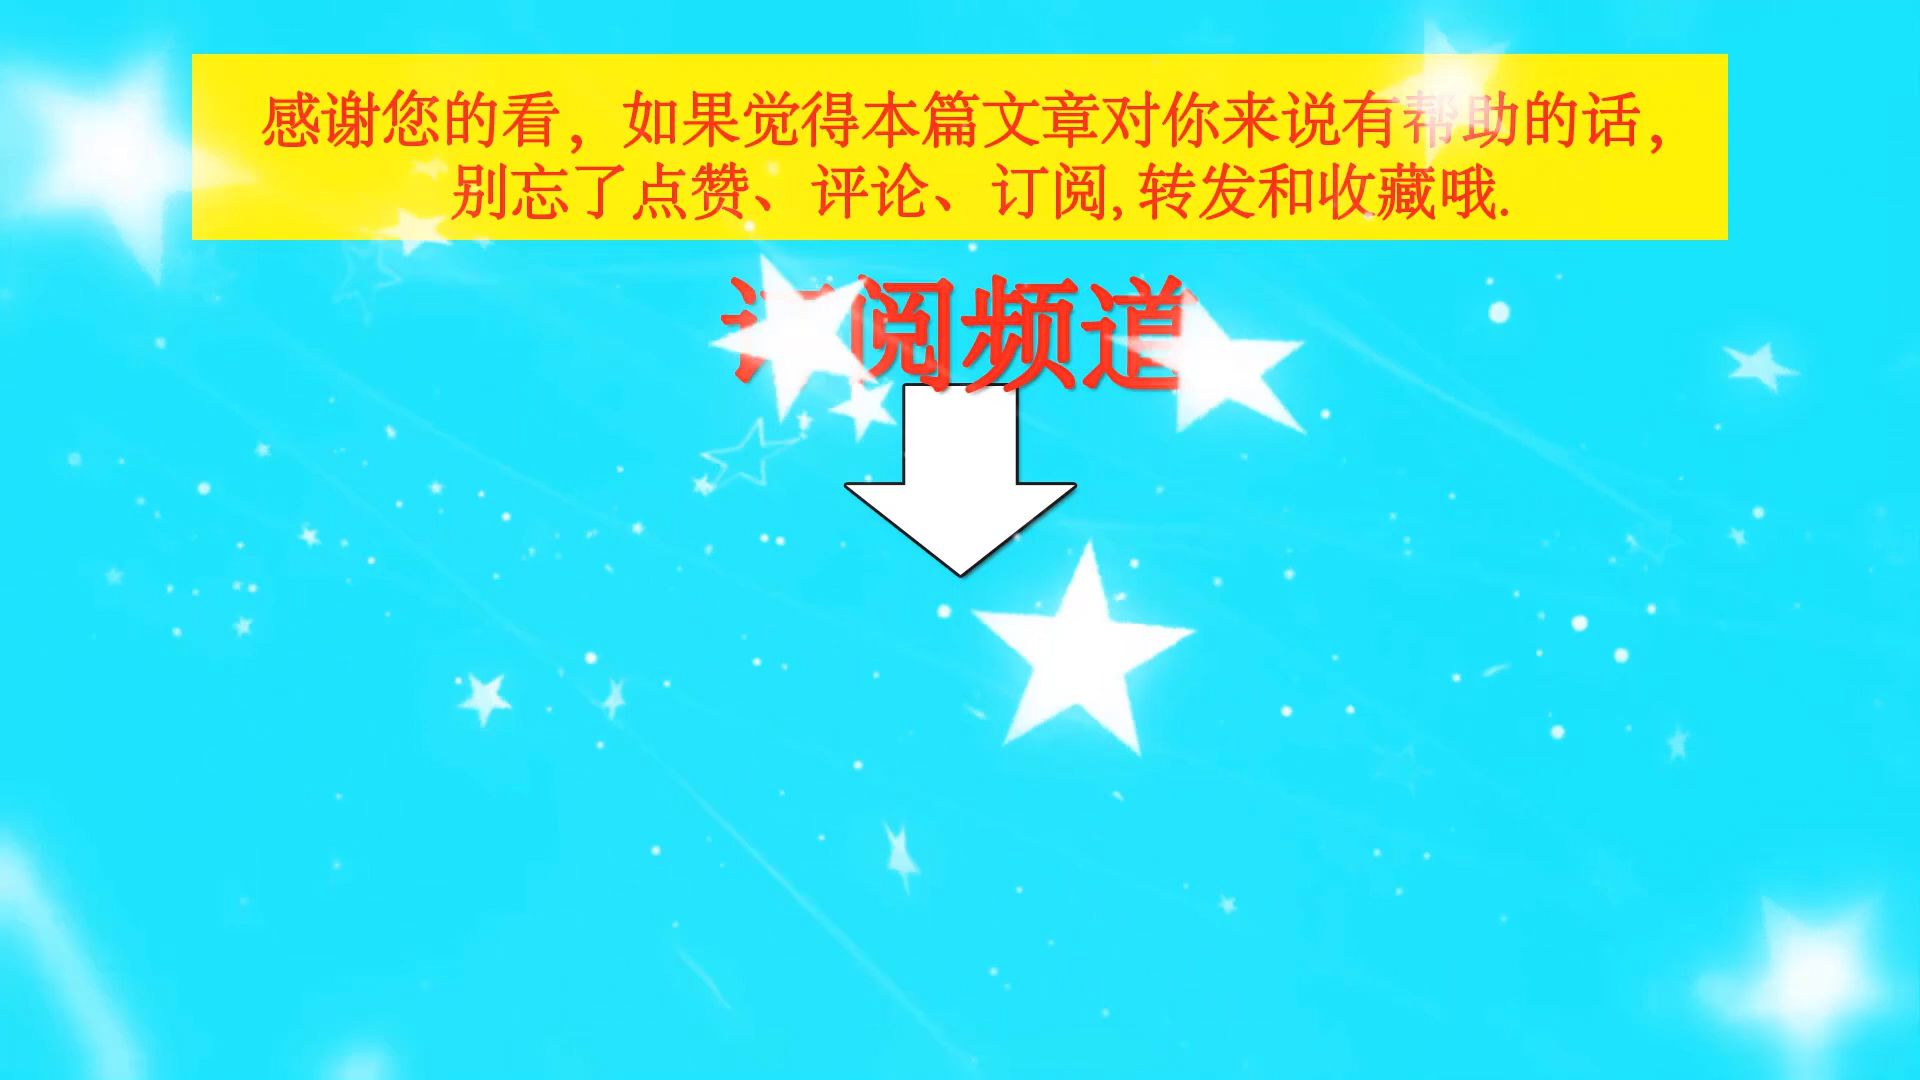 感谢您的看，如果觉得本篇文章对你来说有帮助的话，
别忘了点赞、评论、订阅,转发和收藏哦.
订阅频道